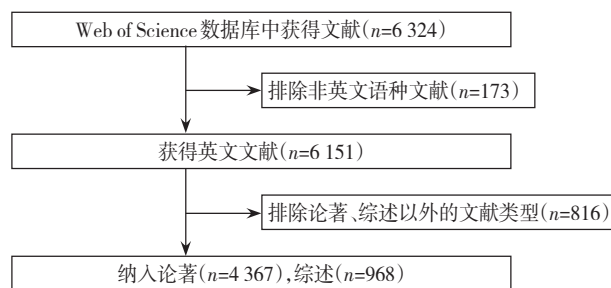 Web of Science数据库中获得文献(n=6 324)
排除非英文语种文献(n=173)
获得英文文献(n=6 151)
排除论著、综述以外的文献类型(n=816)
纳入论著(n=4 367),综述(n=968)